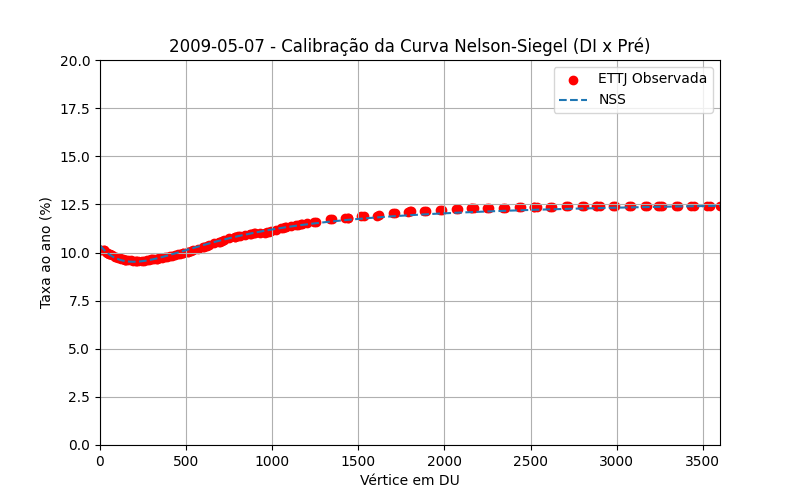 2009-05-07 - Calibração da Curva Nelson-Siegel (DI x Pré)
ETTJ Observada
NSS
Taxa ao ano (%)
20.0
17.5
15.0
12.5
10.0
7.5
5.0
2.5
0.0
0 500 1000 1500 2000 2500 3000 3500
Vértice em DU